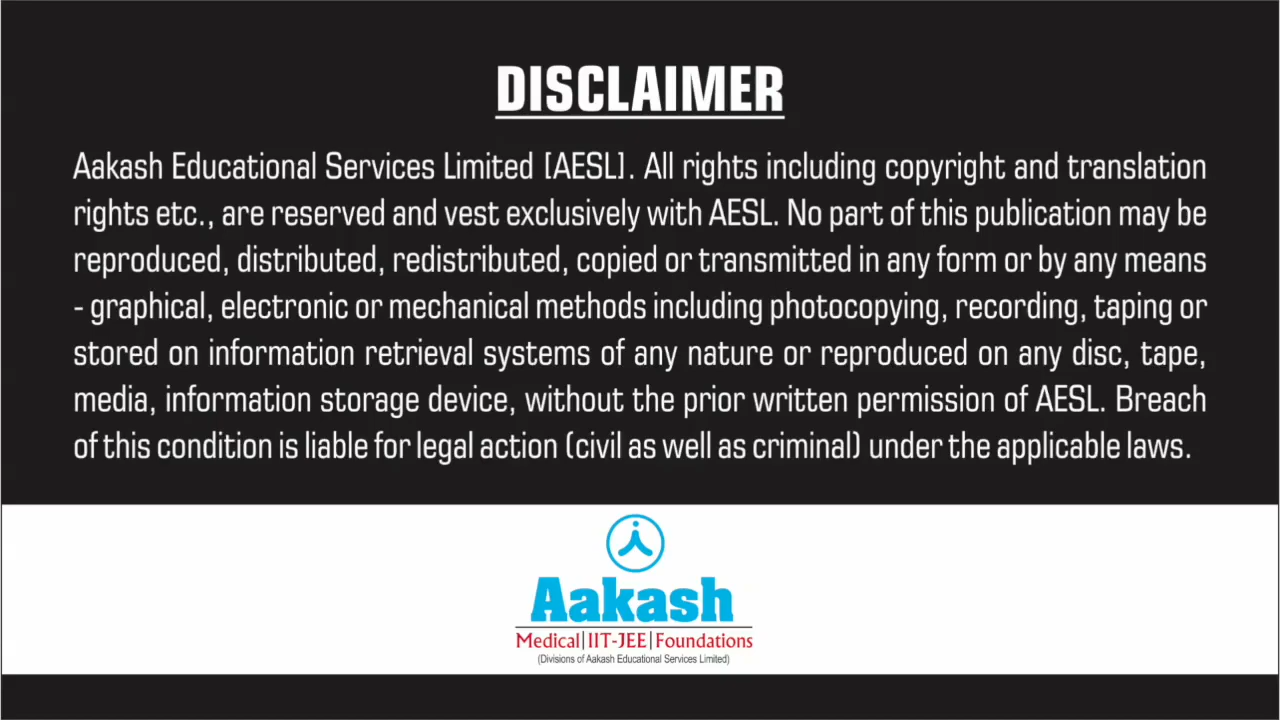 DISCLAIMER
Aakash Educational Services Limited [AESL]. All rights including copyright and translation
rights etc., are reserved and vest exclusively with AESL. No part of this publication may be
reproduced, distributed, redistributed, copied or transmitted in any form or by any means
- graphical, electronic or mechanical methods including photocopying, recording, taping or
stored on information retrieval systems of any nature or reproduced on any disc, tape,
media, information storage device, without the prior written permission of AESL. Breach
of this condition is liable for legal action (civil as well as criminal) under the applicable laws.
Aakash
Medical|IIT-JEE|Foundations
(Divisions of Aakash Educational Services Limited)